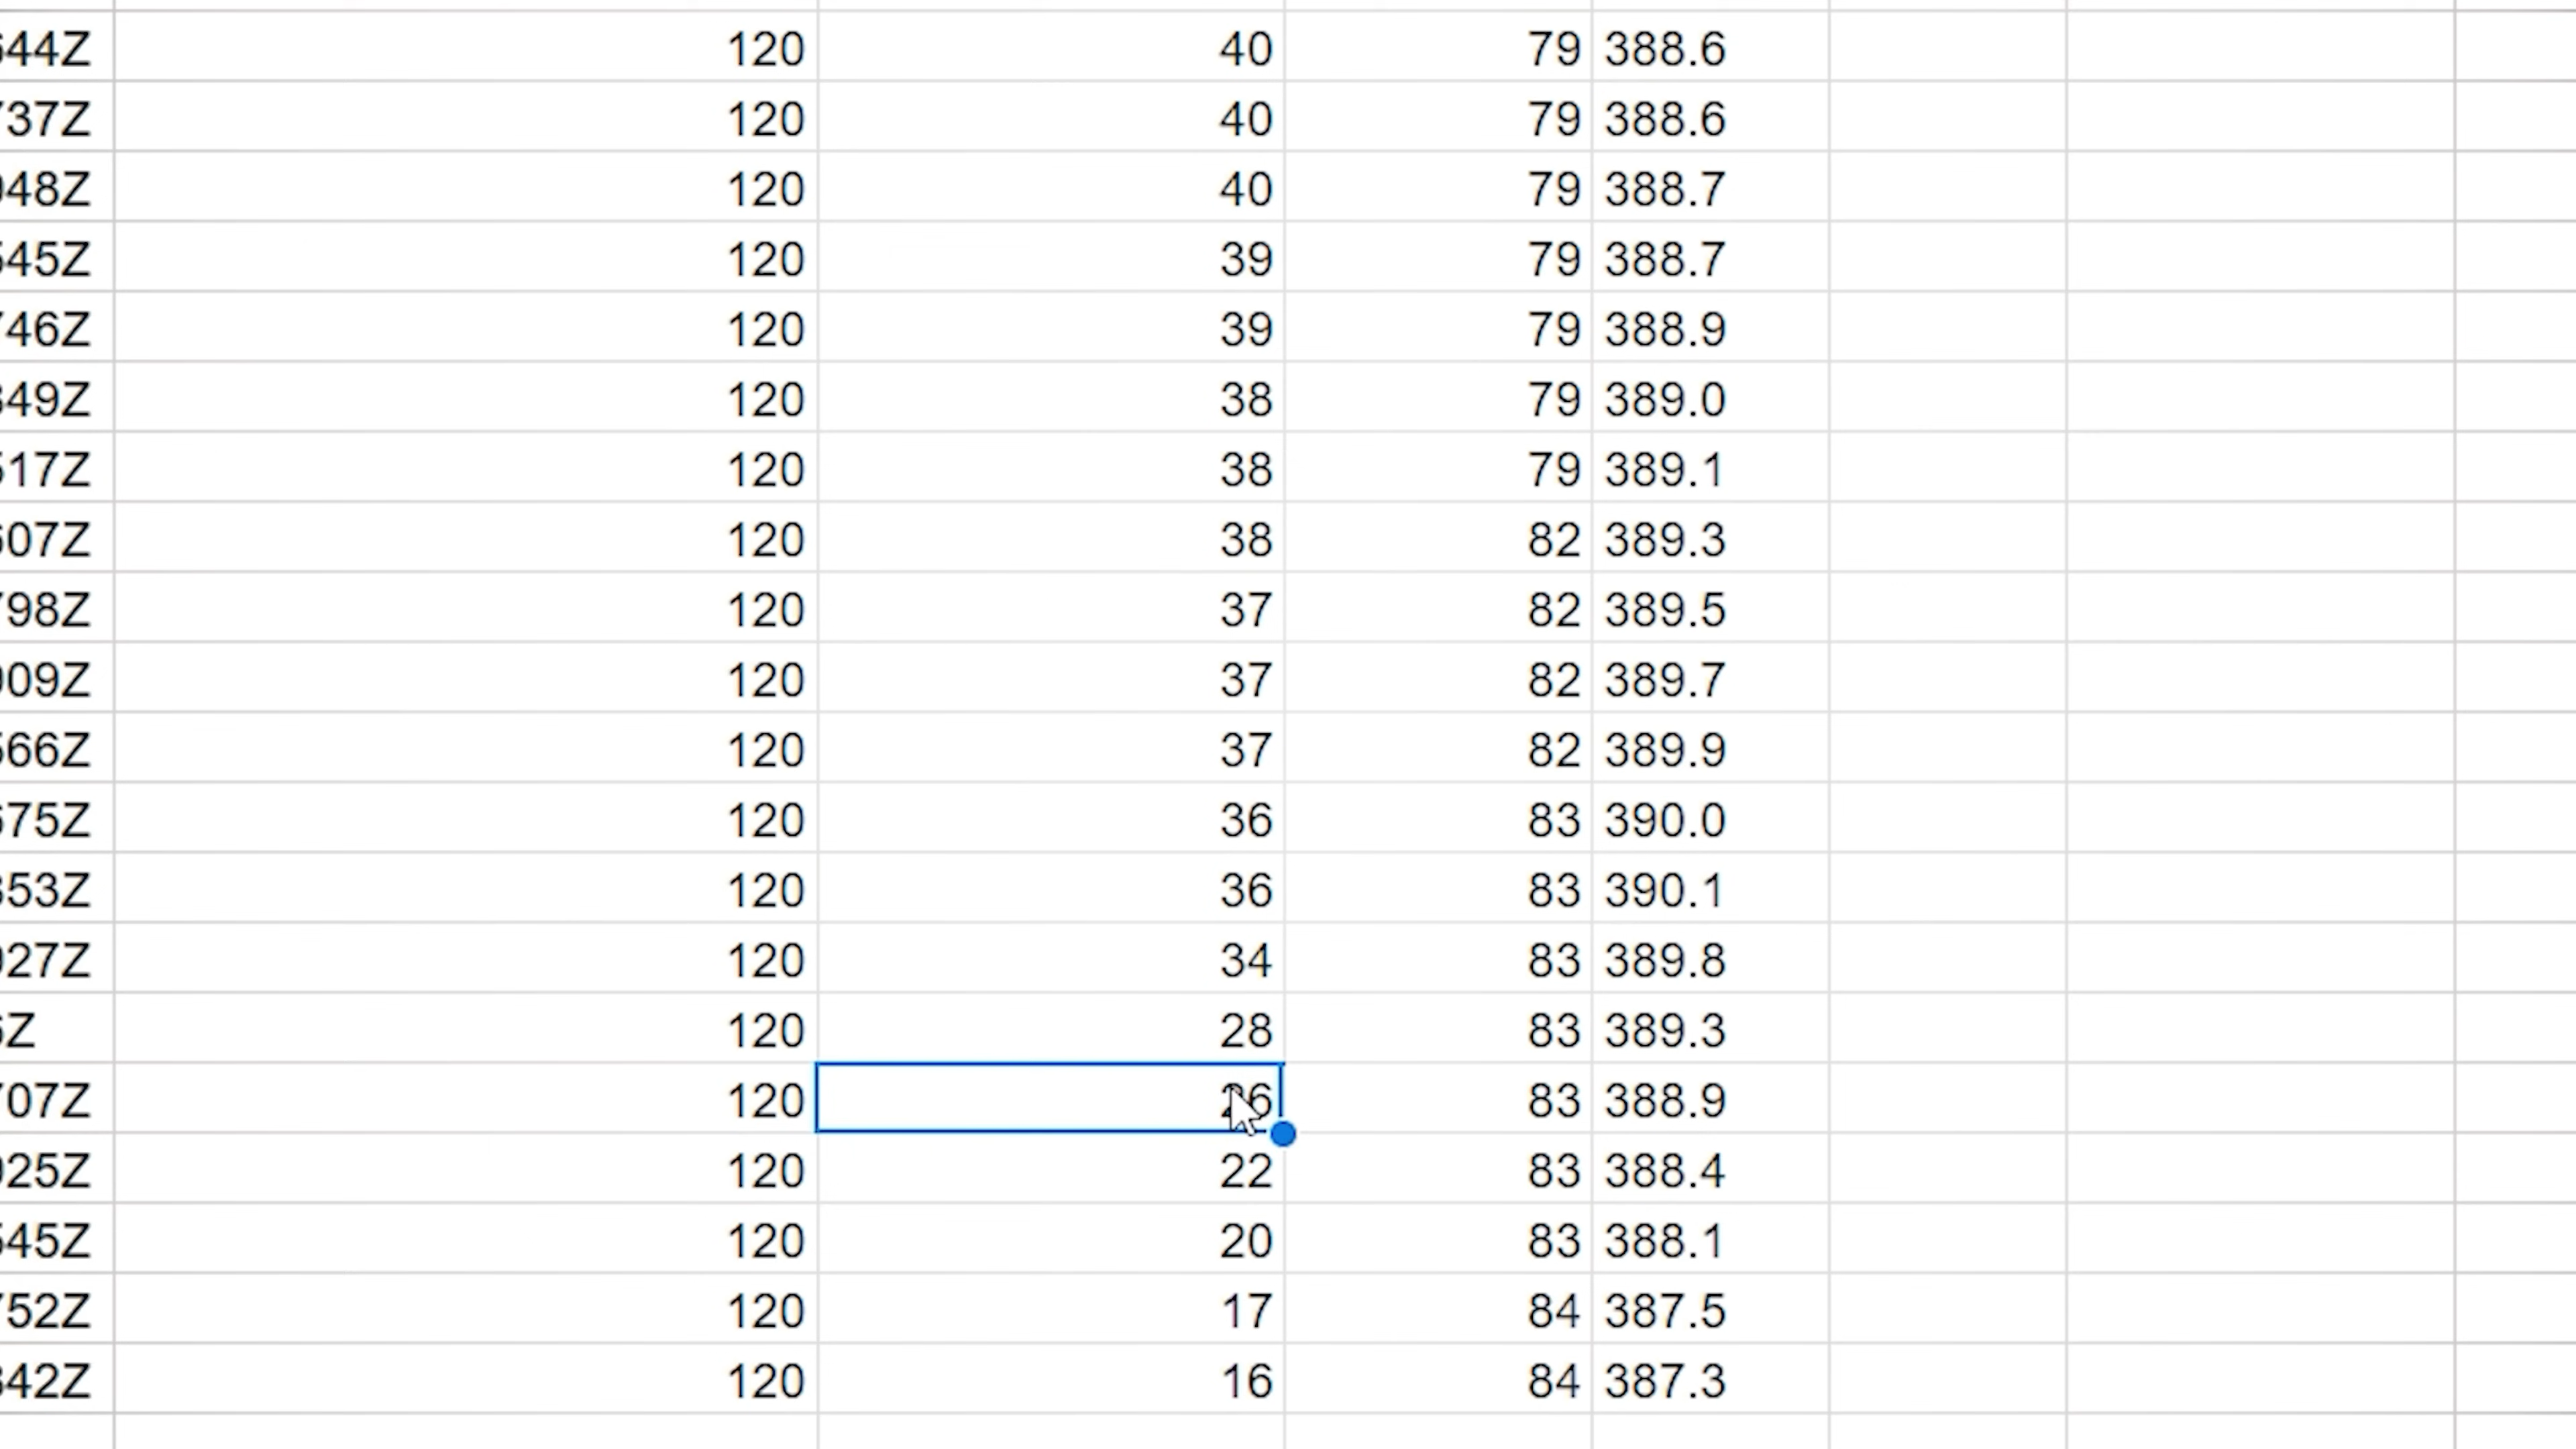 44Z 120 40 79 388.6
37Z 120 40 79 388.6
48Z 120 40 79 388.7
45Z 120 39 79 388.7
46Z 120 39 79 388.9
49Z 120 38 79 389.0
17Z 120 38 79 389.1
07Z 120 38 82 389.3
98Z 120 37 82 389.5
09Z 120 37 82 389.7
66Z 120 37 82 389.9
75Z 120 36 83 390.0
53Z 120 36 83 390.1
27Z 120 34 83 389.8
Z 120 28 83 389.3
07Z 120 26 83 388.9
25Z 120 22 83 388.4
45Z 120 20 83 388.1
52Z 120 17 84 387.5
42Z 120 16 84 387.3